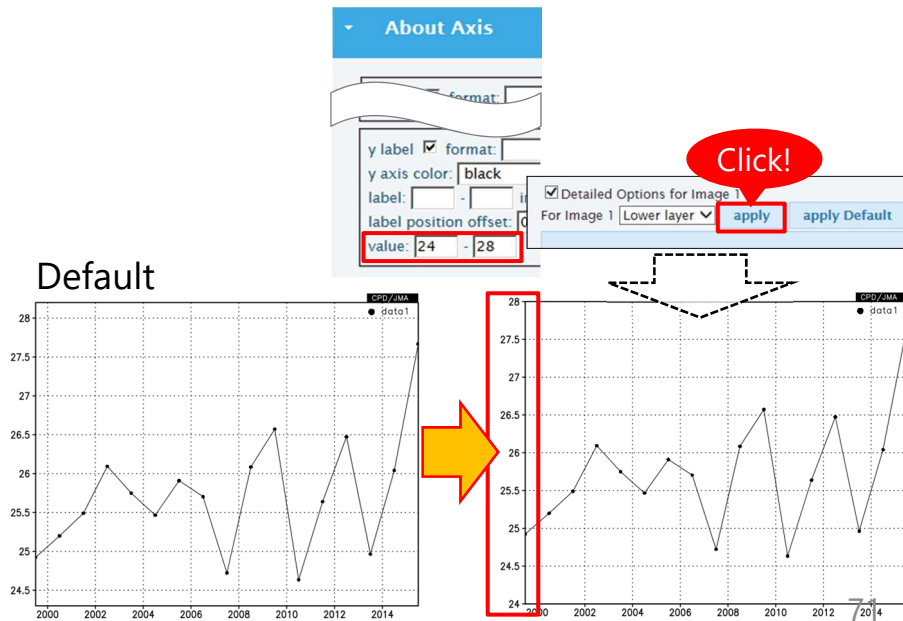 About Axis
format:
y label format:
y axis color: black
label: -
label position offset: 0
value: 24 - 28
Click!
Detailed Options for Image 1
For Image 1 Lower layer apply apply Default
Default
CPD/JMA
data1
28
27.5
27
26.5
26
25.5
25
24.5
2000 2002 2004 2006 2008 2010 2012 2014
CPD/JMA
data1
28
27.5
27
26.5
26
25.5
25
24.5
24
2000 2002 2004 2006 2008 2010 2012 2014
71